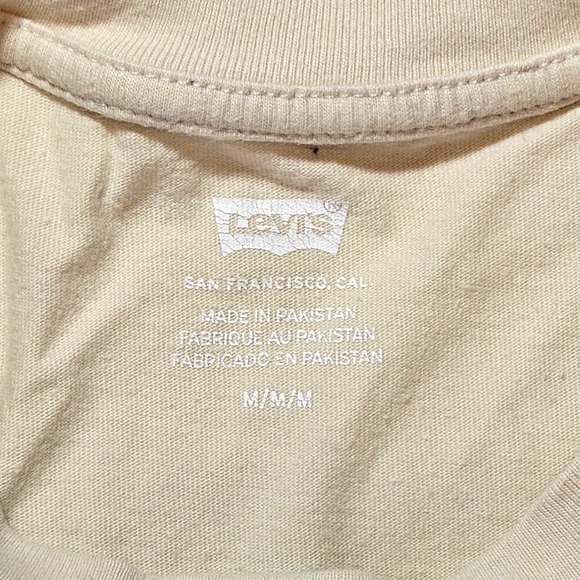 Levi's ®
SAN FRANCISCO, CAL.
MADE IN PAKISTAN
FABRIQUE AU PAKISTAN
FABRICADO EN PAKISTAN
M/M/M